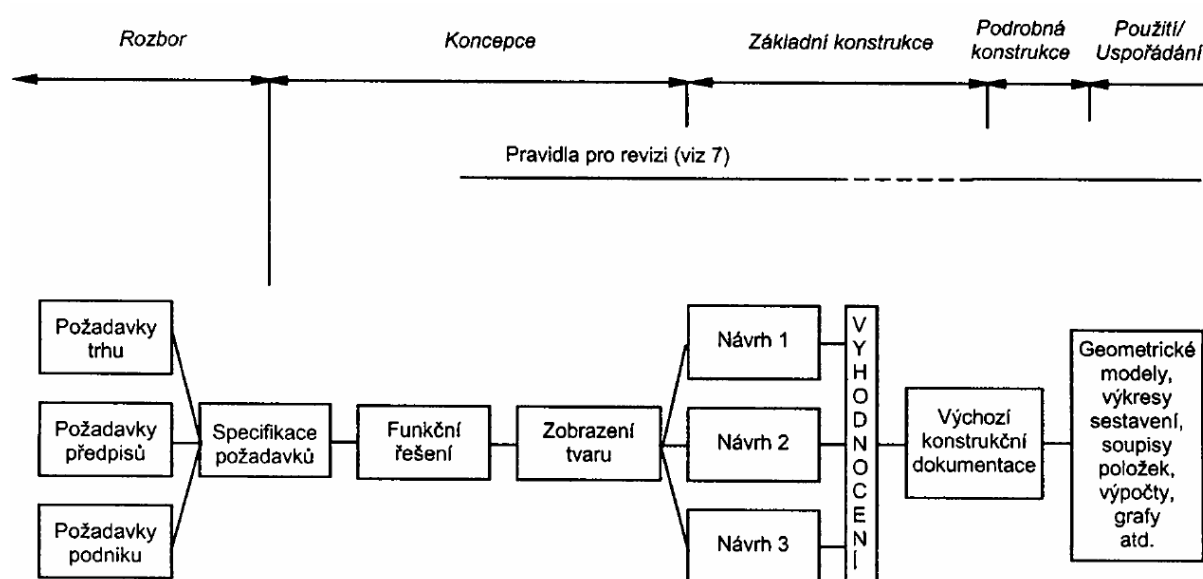 Rozbor
Koncepce
Základní konstrukce
Podrobná
konstrukce
Použití/
Uspořádání
Pravidla pro revizi (viz 7)
Požadavky
trhu
Požadavky
předpisů
Požadavky
podniku
Specifikace
požadavků
Funkční
řešení
Zobrazení
tvaru
Návrh 1
Návrh 2
Návrh 3
VYHODNOCENÍ
Výchozí
konstrukční
dokumentace
Geometrické
modely,
výkresy
sestavení,
soupisy
položek,
výpočty,
grafy
atd.